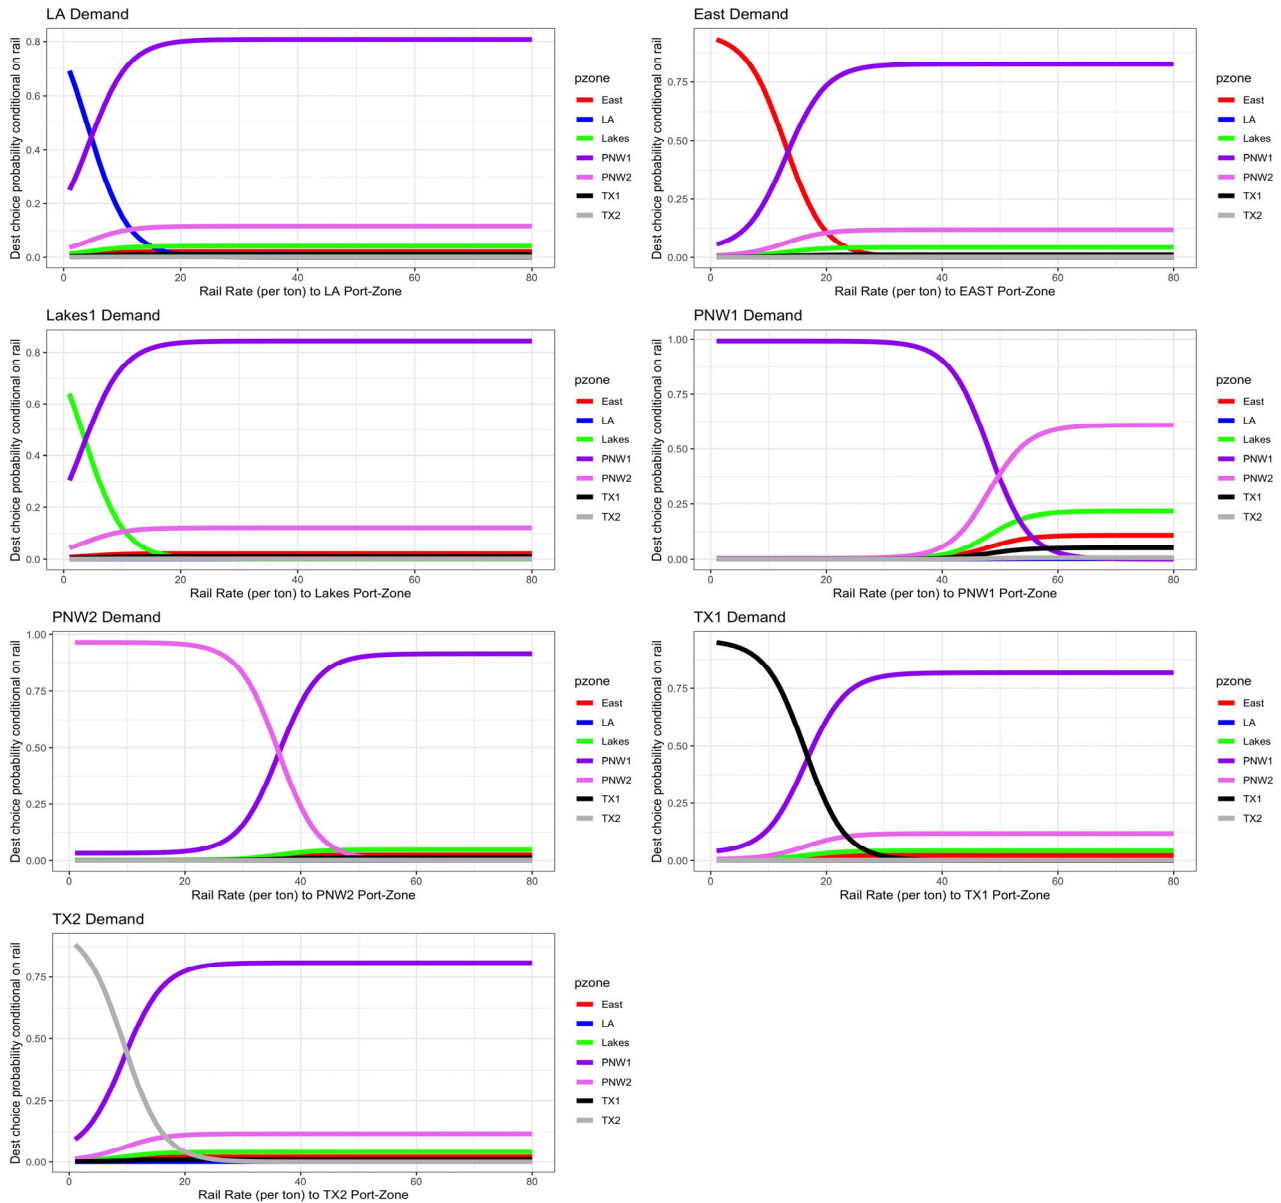 LA Demand
Dest choice probability conditional on rail
0.8
0.6
0.4
0.2
0.0
0
20
40
60
80
Rail Rate (per ton) to LA Port-Zone
pzone
East
LA
Lakes
PNW1
PNW2
TX1
TX2
East Demand
Dest choice probability conditional on rail
0.75
0.50
0.25
0.00
0
20
40
60
80
Rail Rate (per ton) to EAST Port-Zone
pzone
East
LA
Lakes
PNW1
PNW2
TX1
TX2
Lakes1 Demand
Dest choice probability conditional on rail
0.8
0.6
0.4
0.2
0.0
0
20
40
60
80
Rail Rate (per ton) to Lakes Port-Zone
pzone
East
LA
Lakes
PNW1
PNW2
TX1
TX2
PNW1 Demand
Dest choice probability conditional on rail
1.00
0.75
0.50
0.25
0.00
0
20
40
60
80
Rail Rate (per ton) to PNW1 Port-Zone
pzone
East
LA
Lakes
PNW1
PNW2
TX1
TX2
PNW2 Demand
Dest choice probability conditional on rail
1.00
0.75
0.50
0.25
0.00
0
20
40
60
80
Rail Rate (per ton) to PNW2 Port-Zone
pzone
East
LA
Lakes
PNW1
PNW2
TX1
TX2
TX1 Demand
Dest choice probability conditional on rail
0.75
0.50
0.25
0.00
0
20
40
60
80
Rail Rate (per ton) to TX1 Port-Zone
pzone
East
LA
Lakes
PNW1
PNW2
TX1
TX2
TX2 Demand
Dest choice probability conditional on rail
0.75
0.50
0.25
0.00
0
20
40
60
80
Rail Rate (per ton) to TX2 Port-Zone
pzone
East
LA
Lakes
PNW1
PNW2
TX1
TX2